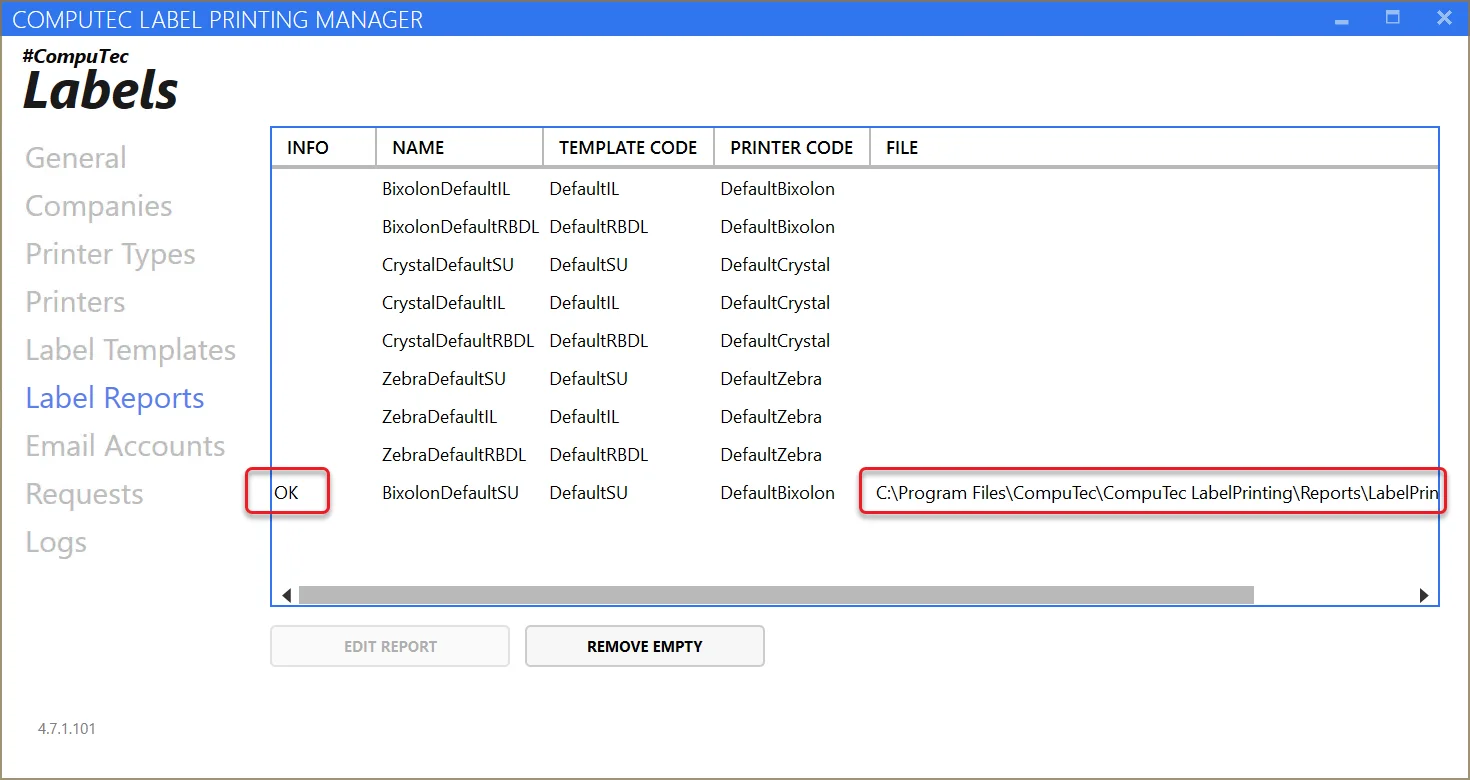 COMPUTEC LABEL PRINTING MANAGER
#CompuTec
Labels
General
Companies
Printer Types
Printers
Label Templates
Label Reports
Email Accounts
Requests
Logs
INFO NAME TEMPLATE CODE PRINTER CODE FILE
BixolonDefaultIL DefaultIL DefaultBixolon
BixolonDefaultRBDL DefaultRBDL DefaultBixolon
CrystalDefaultSU DefaultSU DefaultCrystal
CrystalDefaultIL DefaultIL DefaultCrystal
CrystalDefaultRBDL DefaultRBDL DefaultCrystal
ZebraDefaultSU DefaultSU DefaultZebra
ZebraDefaultIL DefaultIL DefaultZebra
ZebraDefaultRBDL DefaultRBDL DefaultZebra
OK BixolonDefaultSU DefaultSU DefaultBixolon C:\Program Files\CompuTec\CompuTec LabelPrinting\Reports\LabelPrin
EDIT REPORT REMOVE EMPTY
4.7.1.101